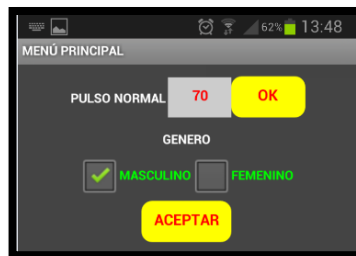 62% 13:48
MENÚ PRINCIPAL
PULSO NORMAL 70 OK
GENERO
MASCULINO FEMENINO
ACEPTAR